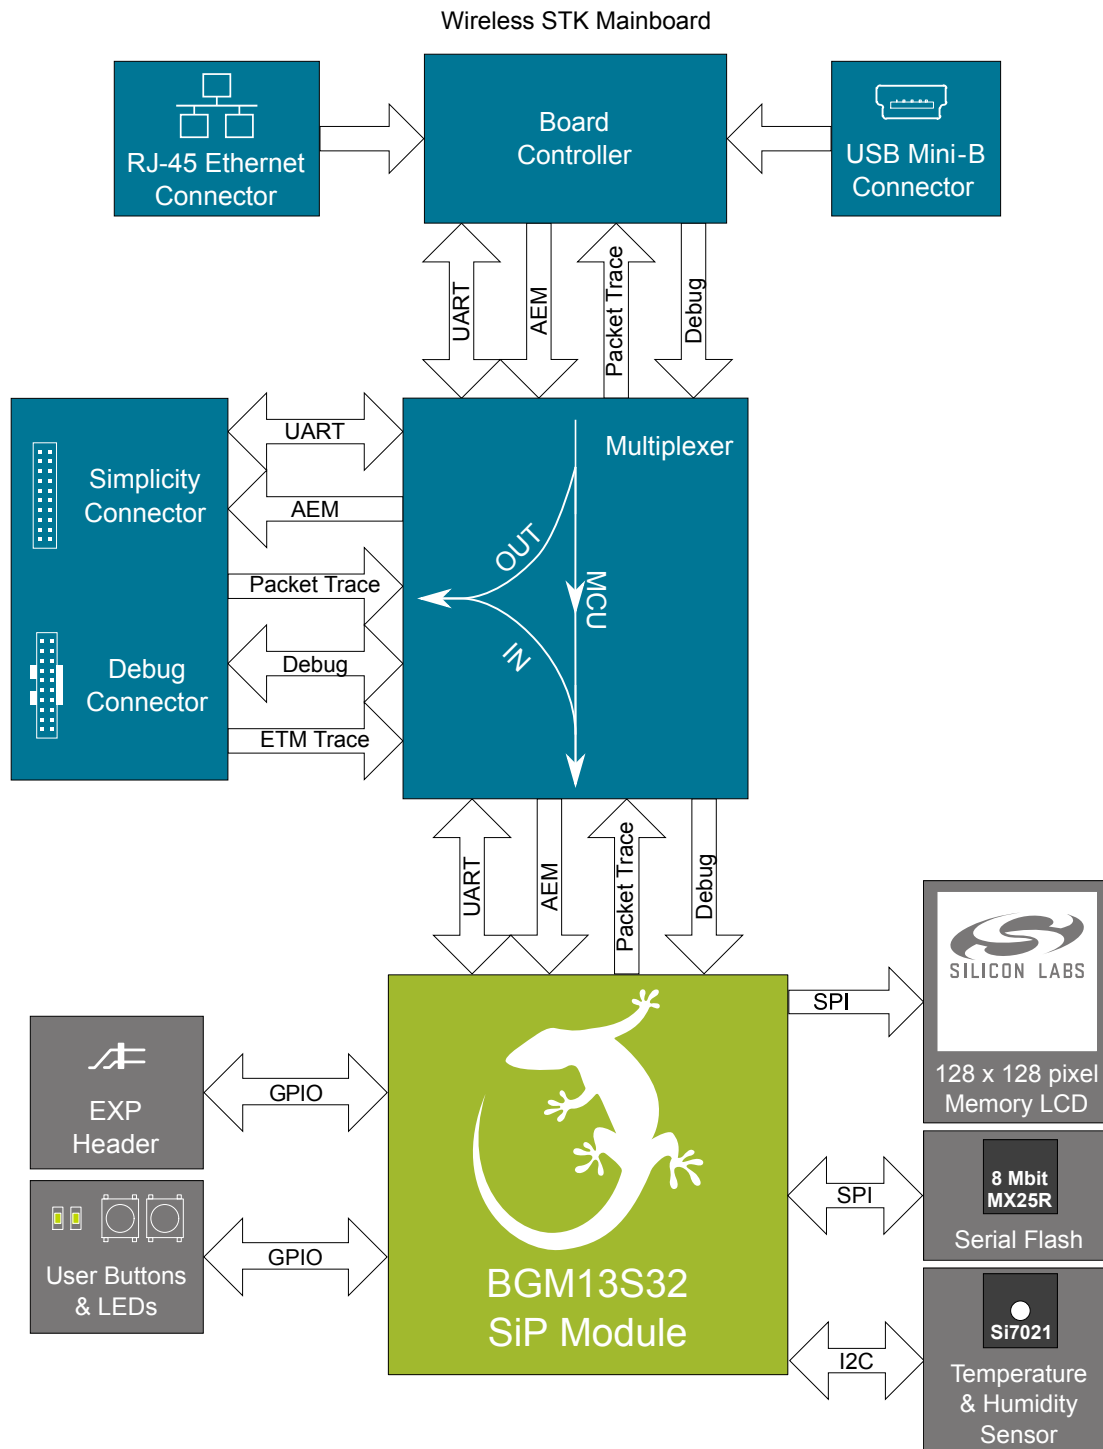 Wireless STK Mainboard
RJ-45 Ethernet
Connector
Board
Controller
USB Mini-B
Connector
UART
AEM
Packet Trace
Debug
Simplicity
Connector
Debug
Connector
UART
AEM
Packet Trace
Debug
ETM Trace
Multiplexer
OUT
MCU
IN
UART
AEM
Packet Trace
Debug
EXP
Header
GPIO
User Buttons
& LEDs
GPIO
BGM13S32
SiP Module
SPI
SILICON LABS
128 x 128 pixel
Memory LCD
SPI
8 Mbit
MX25R
Serial Flash
I2C
Si7021
Temperature
& Humidity
Sensor